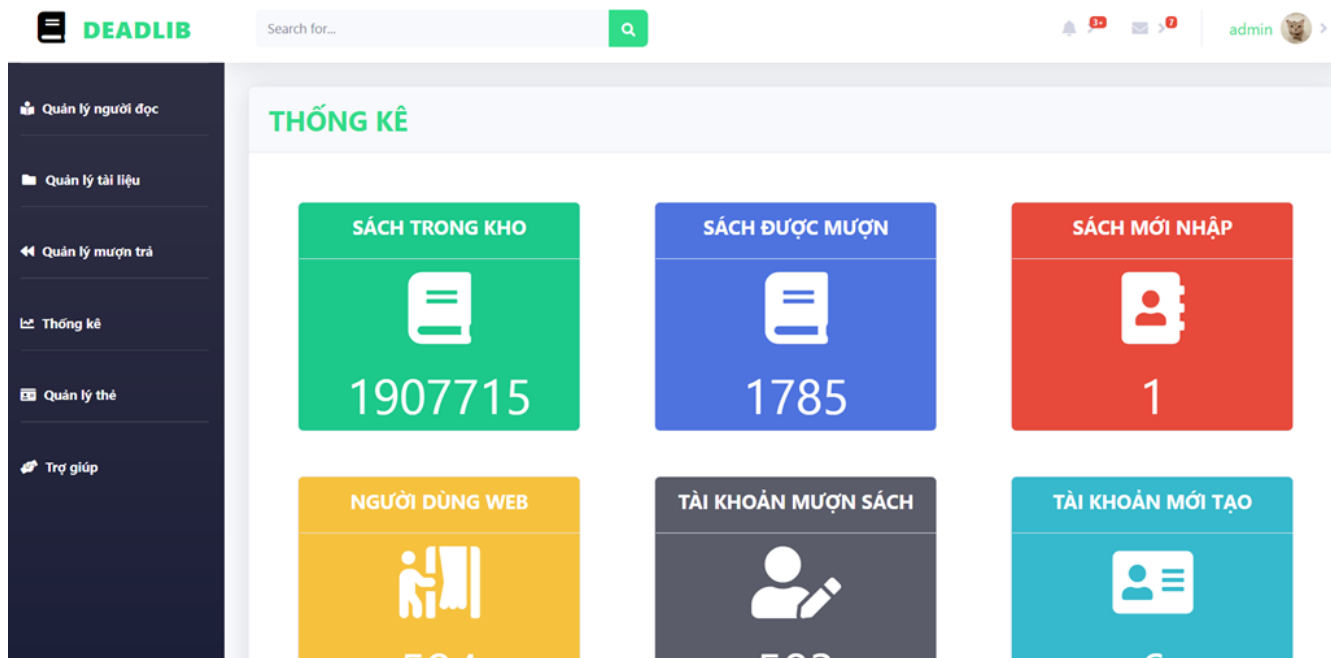 DEADLIB
Search for...
3+
7
admin
Quản lý người đọc
Quản lý tài liệu
Quản lý mượn trả
Thống kê
Quản lý thẻ
Trợ giúp
THỐNG KÊ
SÁCH TRONG KHO
1907715
SÁCH ĐƯỢC MƯỢN
1785
SÁCH MỚI NHẬP
1
NGƯỜI DÙNG WEB
TÀI KHOẢN MƯỢN SÁCH
TÀI KHOẢN MỚI TẠO